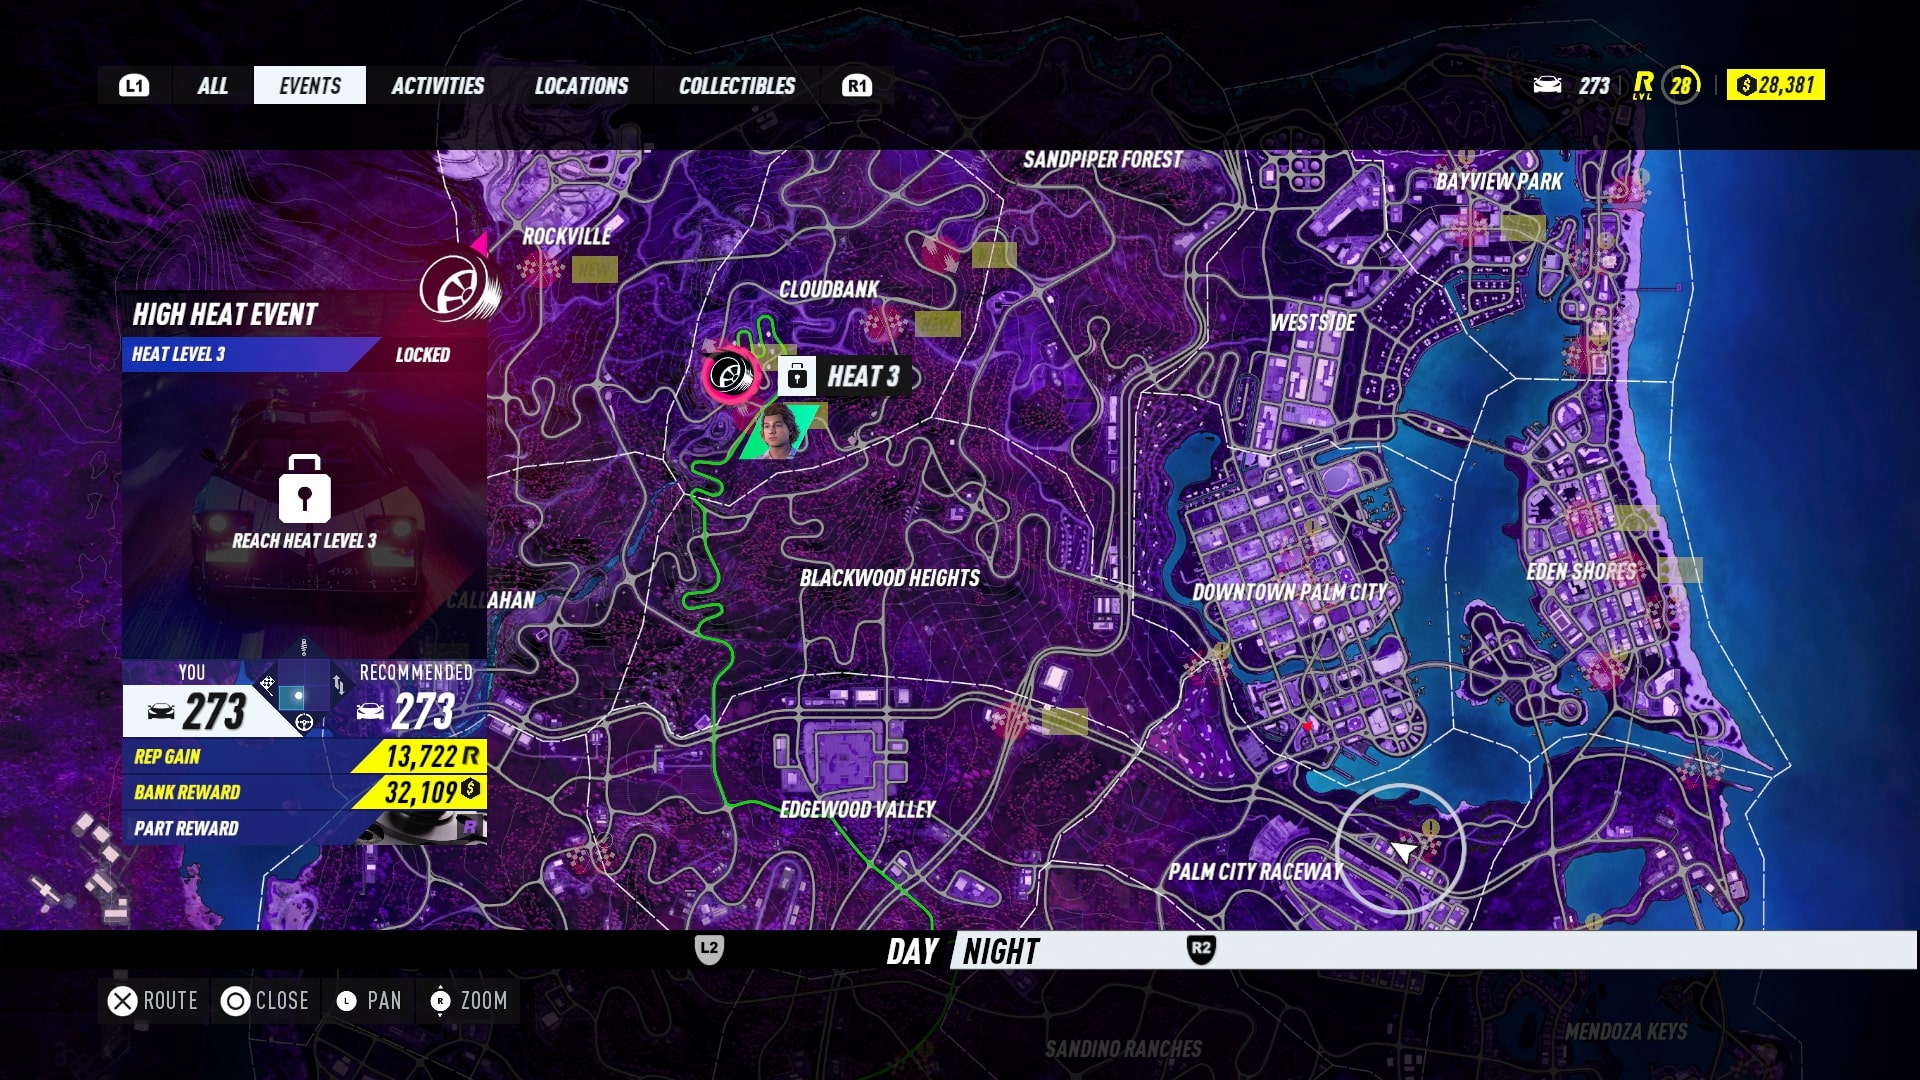 L1 ALL EVENTS ACTIVITIES LOCATIONS COLLECTIBLES R1
273 R LVL 28 28,381
SANDPIPER FOREST
BAYVIEW PARK
ROCKVILLE
NEW
CLOUDBANK
WESTSIDE
HIGH HEAT EVENT
HEAT LEVEL 3 LOCKED
HEAT 3
REACH HEAT LEVEL 3
BLACKWOOD HEIGHTS
EDEN SHORES
DOWNTOWN PALM CITY
CALLAHAN
YOU RECOMMENDED
273 273
REP GAIN 13,722 R
BANK REWARD 32,109
PART REWARD R
EDGEWOOD VALLEY
PALM CITY RACEWAY
L2 DAY NIGHT R2
ROUTE CLOSE L PAN R ZOOM
MENDOZA KEYS
SANDINO RANCHES